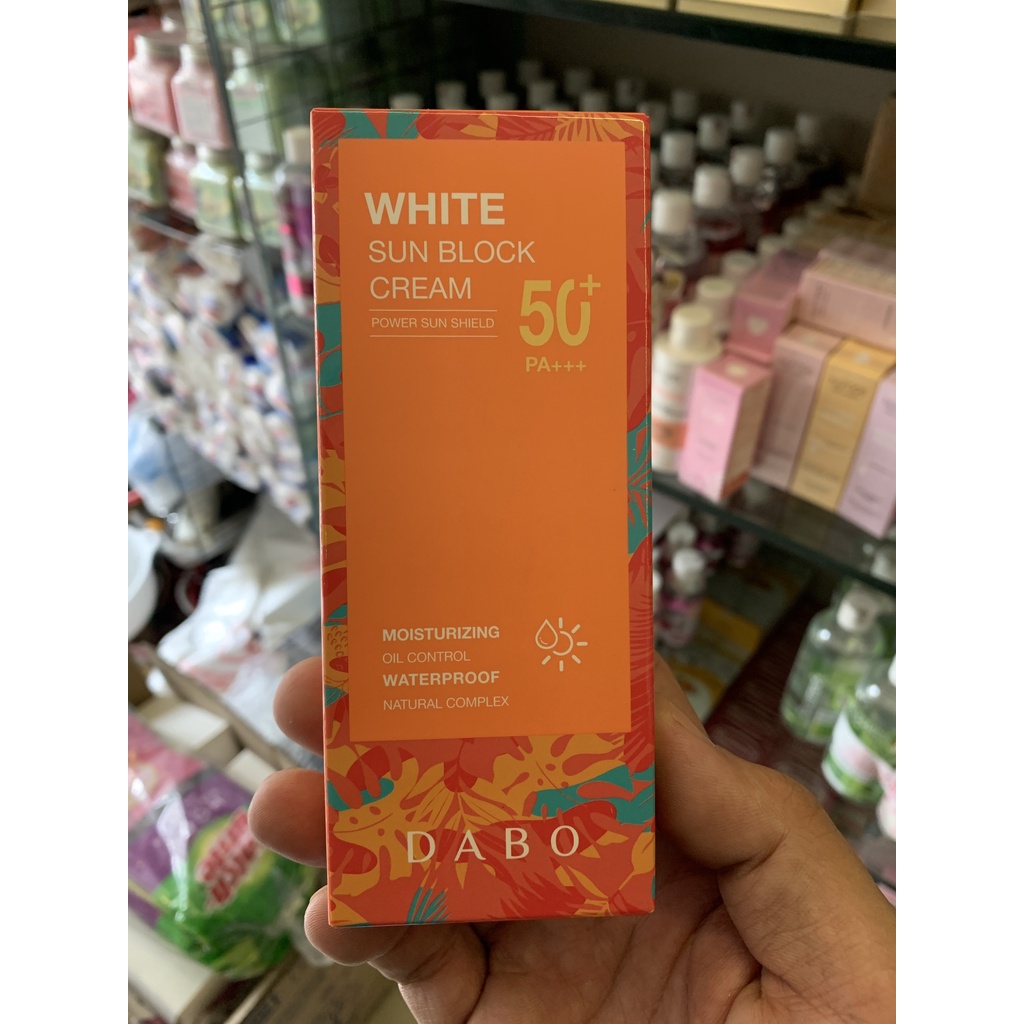 WHITE
SUN BLOCK
CREAM
50+
POWER SUN SHIELD
PA+++
MOISTURIZING
OIL CONTROL
WATERPROOF
NATURAL COMPLEX
DABO